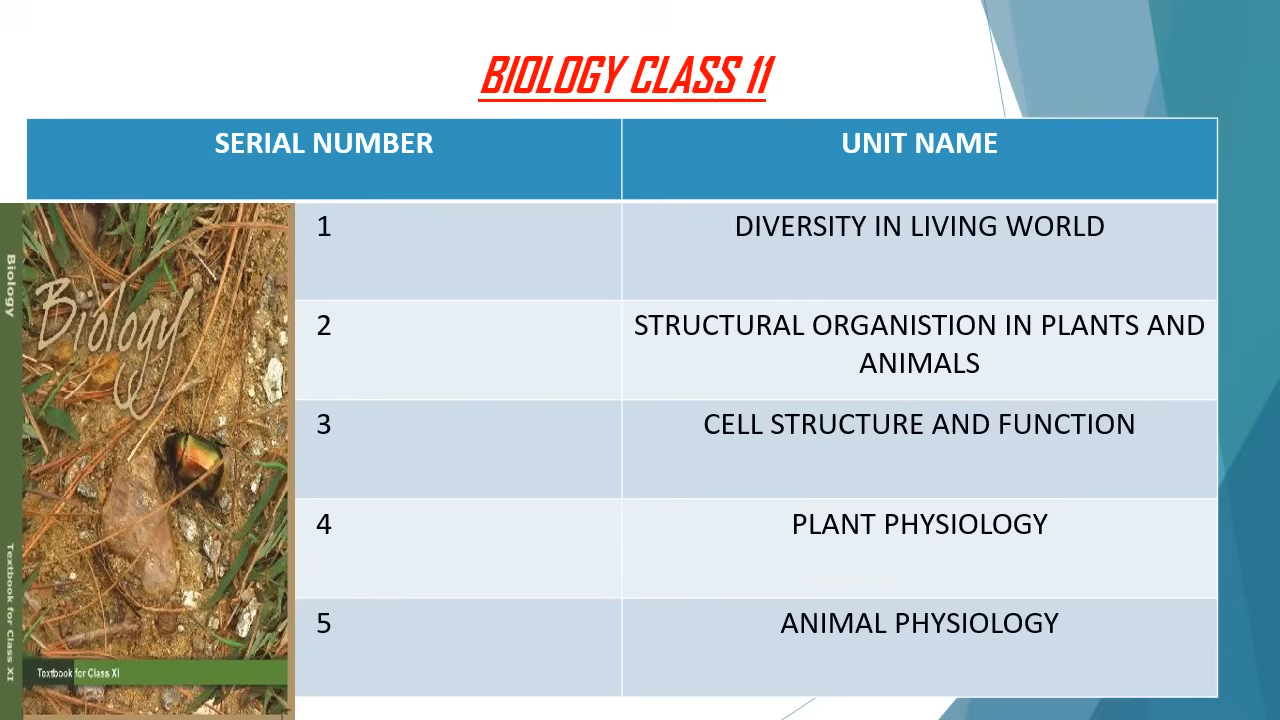 BIOLOGY CLASS 11
SERIAL NUMBER
UNIT NAME
1
DIVERSITY IN LIVING WORLD
2
STRUCTURAL ORGANISTION IN PLANTS AND
ANIMALS
3
CELL STRUCTURE AND FUNCTION
4
PLANT PHYSIOLOGY
5
ANIMAL PHYSIOLOGY
Biology
Textbook for Class XI
Biology
Textbook for Class XI